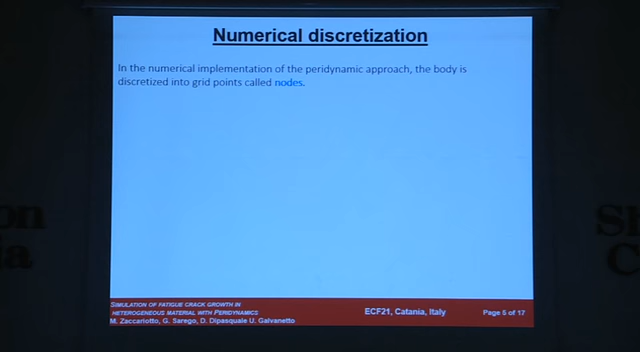 Numerical discretization
In the numerical implementation of the peridynamic approach, the body is
discretized into grid points called nodes.
SIMULATION OF FATIGUE CRACK GROWTH IN
HETEROGENEOUS MATERIAL WITH PERIDYNAMICS
M. Zaccariotto, G. Sarego, D. Dipasquale U. Galvanetto
ECF21, Catania, Italy
Page 5 of 17